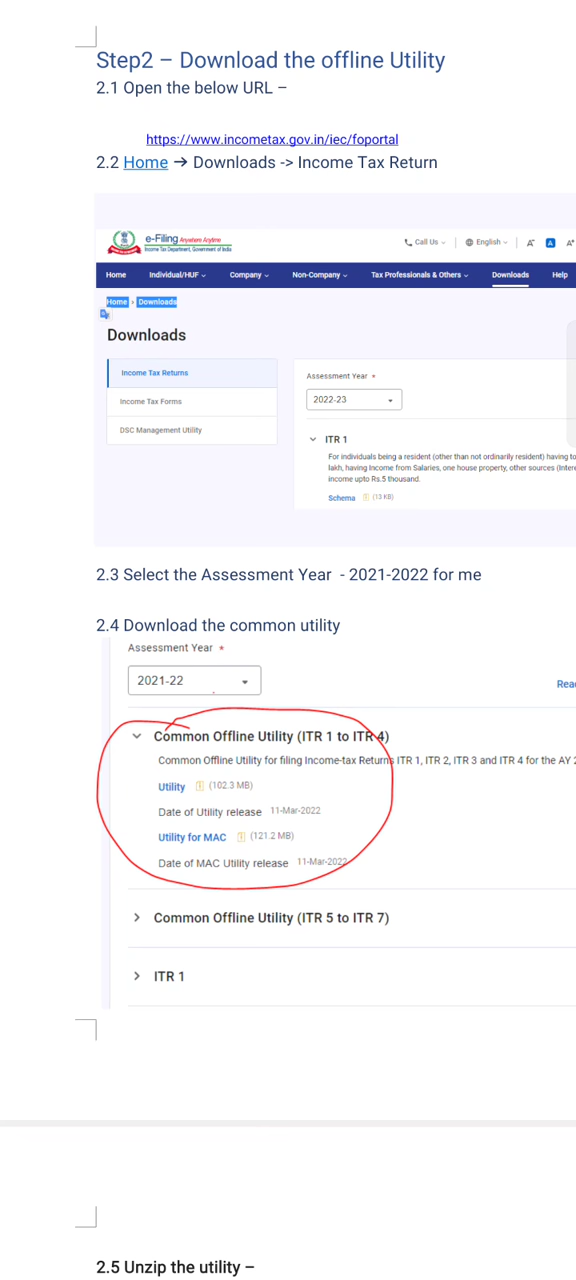 Step2 – Download the offline Utility
2.1 Open the below URL –
https://www.incometax.gov.in/iec/foportal
2.2 Home → Downloads -> Income Tax Return
e-Filing Anywhere Anytime
Income Tax Department, Government of India
Call Us
English
A-
A
A+
Home Individual/HUF Company Non-Company Tax Professionals & Others Downloads Help
Home > Downloads
Downloads
Income Tax Returns
Income Tax Forms
DSC Management Utility
Assessment Year *
2022-23
ITR 1
For individuals being a resident (other than not ordinarily resident) having to
lakh, having Income from Salaries, one house property, other sources (Intere
income upto Rs.5 thousand.
Schema (13 KB)
2.3 Select the Assessment Year - 2021-2022 for me
2.4 Download the common utility
Assessment Year *
2021-22
Read
Common Offline Utility (ITR 1 to ITR 4)
Common Offline Utility for filing Income-tax Returns ITR 1, ITR 2, ITR 3 and ITR 4 for the AY 2
Utility (102.3 MB)
Date of Utility release 11-Mar-2022
Utility for MAC (121.2 MB)
Date of MAC Utility release 11-Mar-2022
Common Offline Utility (ITR 5 to ITR 7)
ITR 1
2.5 Unzip the utility –